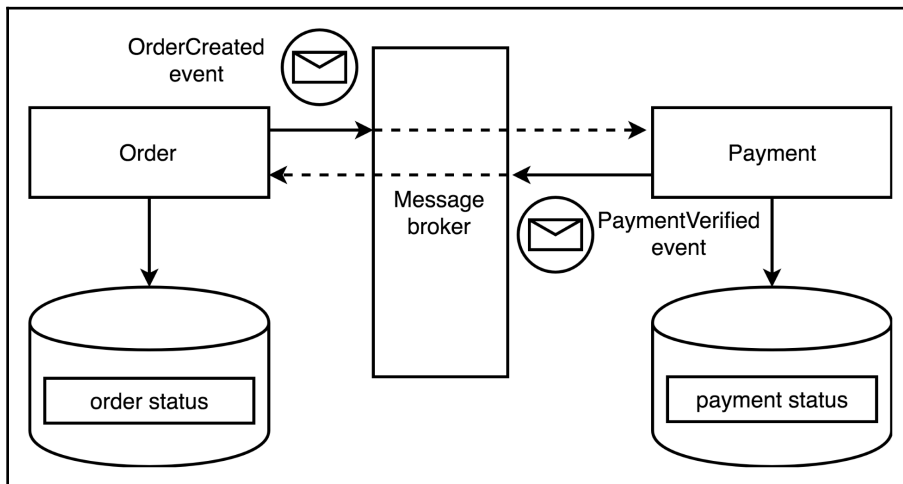 OrderCreated
event
Order
Payment
Message
broker
PaymentVerified
event
order status
payment status